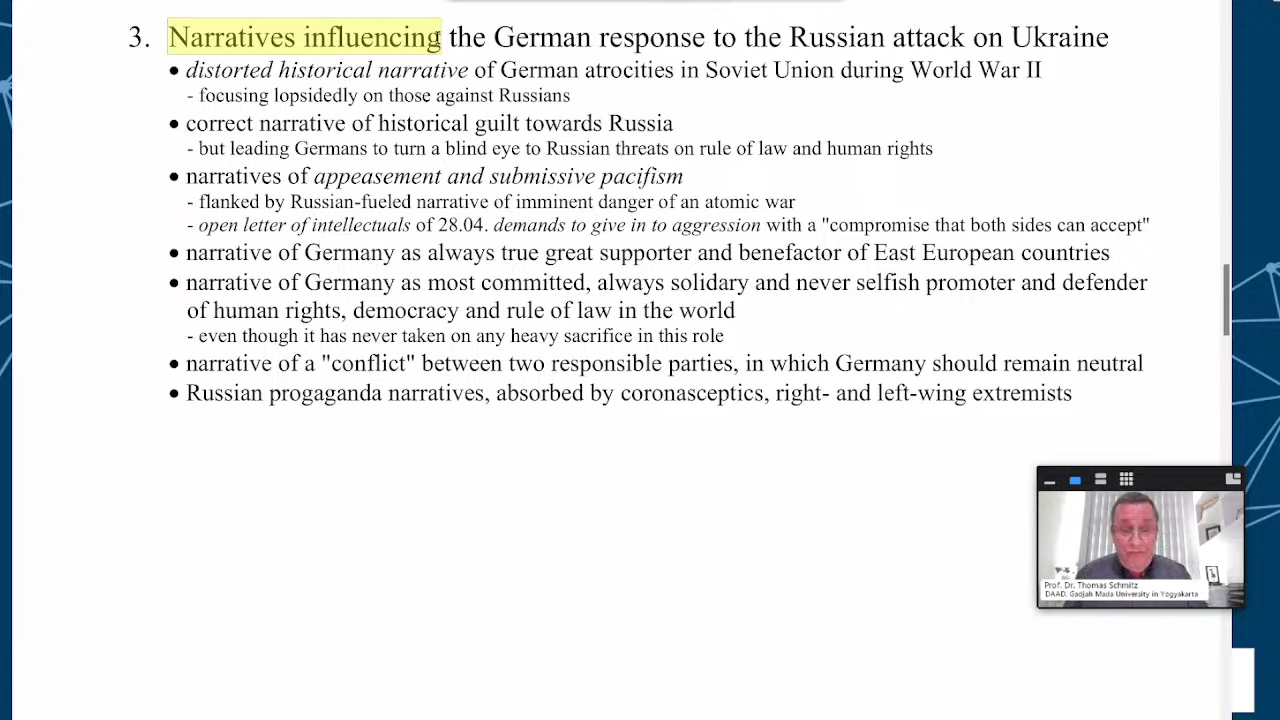 3. Narratives influencing the German response to the Russian attack on Ukraine
• distorted historical narrative of German atrocities in Soviet Union during World War II
- focusing lopsidedly on those against Russians
• correct narrative of historical guilt towards Russia
- but leading Germans to turn a blind eye to Russian threats on rule of law and human rights
• narratives of appeasement and submissive pacifism
- flanked by Russian-fueled narrative of imminent danger of an atomic war
- open letter of intellectuals of 28.04. demands to give in to aggression with a "compromise that both sides can accept"
• narrative of Germany as always true great supporter and benefactor of East European countries
• narrative of Germany as most committed, always solidary and never selfish promoter and defender
of human rights, democracy and rule of law in the world
- even though it has never taken on any heavy sacrifice in this role
• narrative of a "conflict" between two responsible parties, in which Germany should remain neutral
• Russian progaganda narratives, absorbed by coronasceptics, right- and left-wing extremists
Prof. Dr. Thomas Schmitz
DAAD, Gadjah Mada University in Yogyakarta